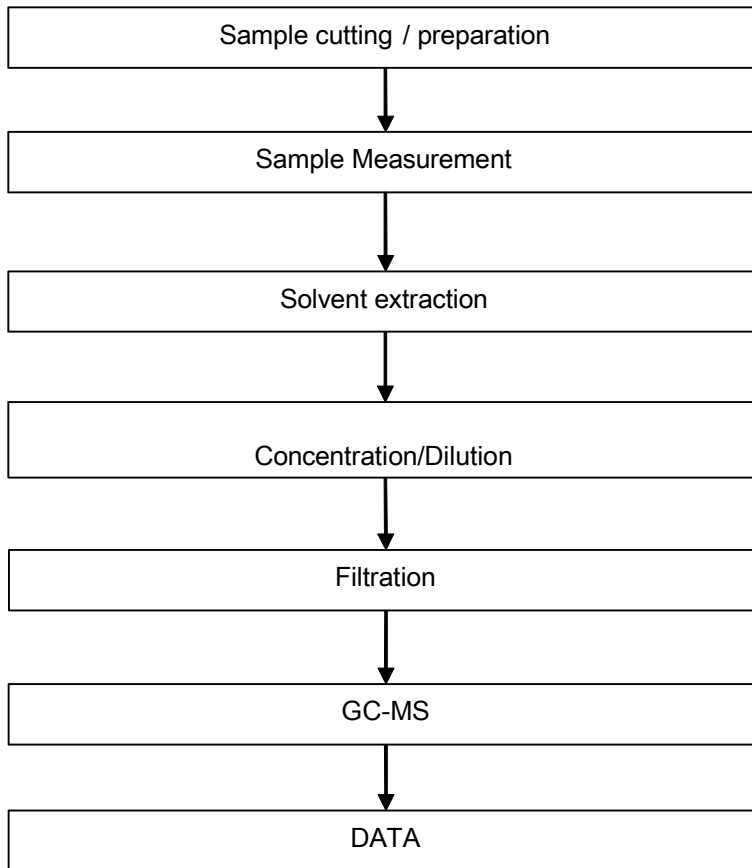 Sample cutting / preparation
Sample Measurement
Solvent extraction
Concentration/Dilution
Filtration
GC-MS
DATA